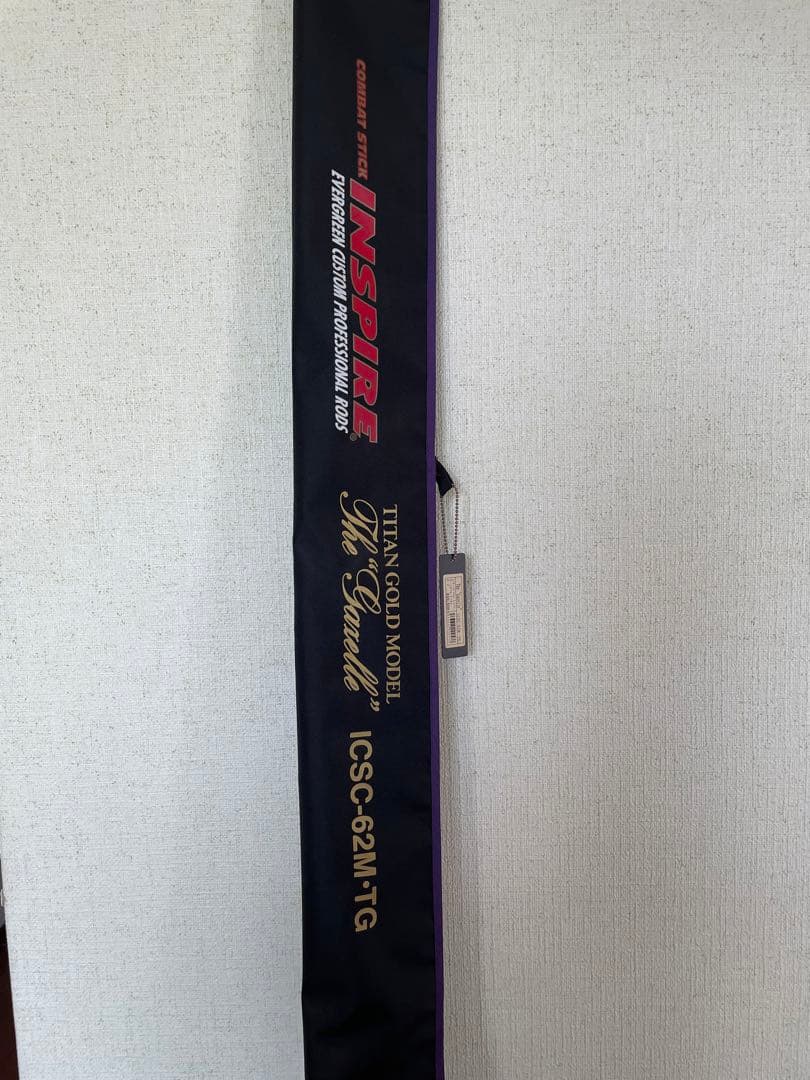 COMBAT STICK
INSPIRE®
EVERGREEN CUSTOM PROFESSIONAL RODS
TITAN GOLD MODEL
The "Gazelle"
ICSC-62M·TG